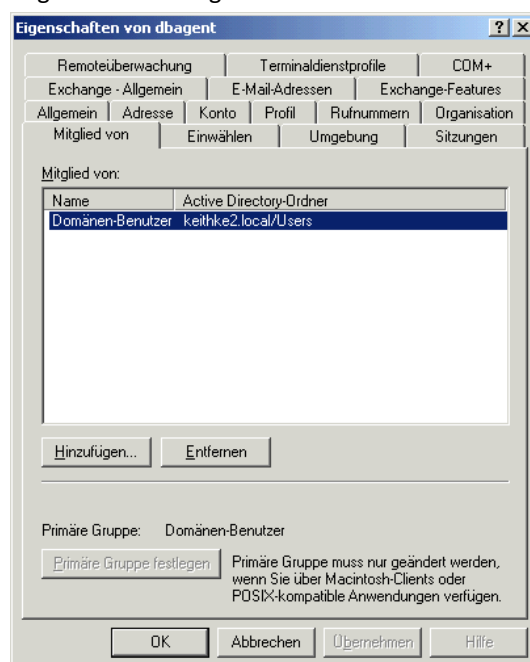 Eigenschaften von dbagent
Remoteüberwachung Terminaldienstprofile COM+
Exchange - Allgemein E-Mail-Adressen Exchange-Features
Allgemein Adresse Konto Profil Rufnummern Organisation
Mitglied von Einwählen Umgebung Sitzungen
Mitglied von:
Name Active Directory-Ordner
Domänen-Benutzer keithke2.local/Users
Hinzufügen... Entfernen
Primäre Gruppe: Domänen-Benutzer
Primäre Gruppe festlegen
Primäre Gruppe muss nur geändert werden,
wenn Sie über Macintosh-Clients oder
POSIX-kompatible Anwendungen verfügen.
OK Abbrechen Übernehmen Hilfe